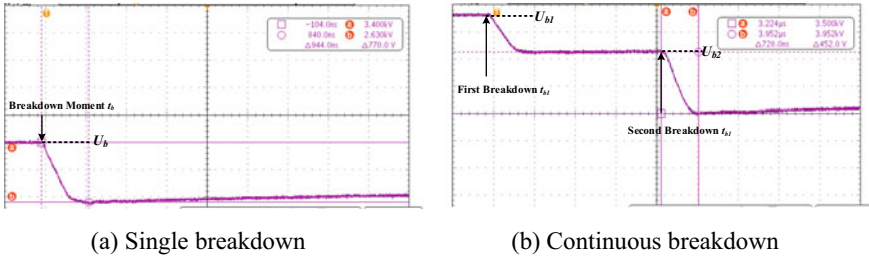 -104.0ns a 3.400kV
840.0ns b 2.630kV
Δ944.0ns Δ770.0 V
Breakdown Moment tb
Ub
a
b
(a) Single breakdown
a b
3.224μs a 3.500kV
3.952μs b 3.952kV
Δ728.0ns Δ452.0 V
Ub1
Ub2
First Breakdown tb1
Second Breakdown tb1
(b) Continuous breakdown